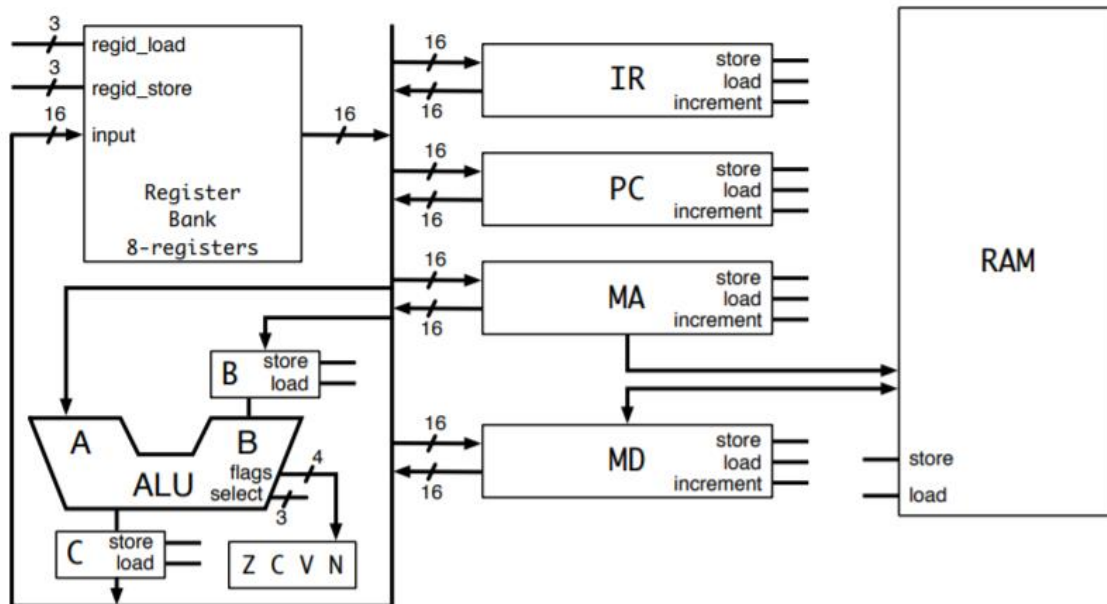 3
regid_load
3
regid_store
16
input
16
Register
Bank
8-registers
16
16
IR
store
load
increment
16
16
PC
store
load
increment
16
16
MA
store
load
increment
RAM
B
store
load
A
B
ALU
flags
4
select
3
16
16
MD
store
load
increment
store
load
C
store
load
Z C V N